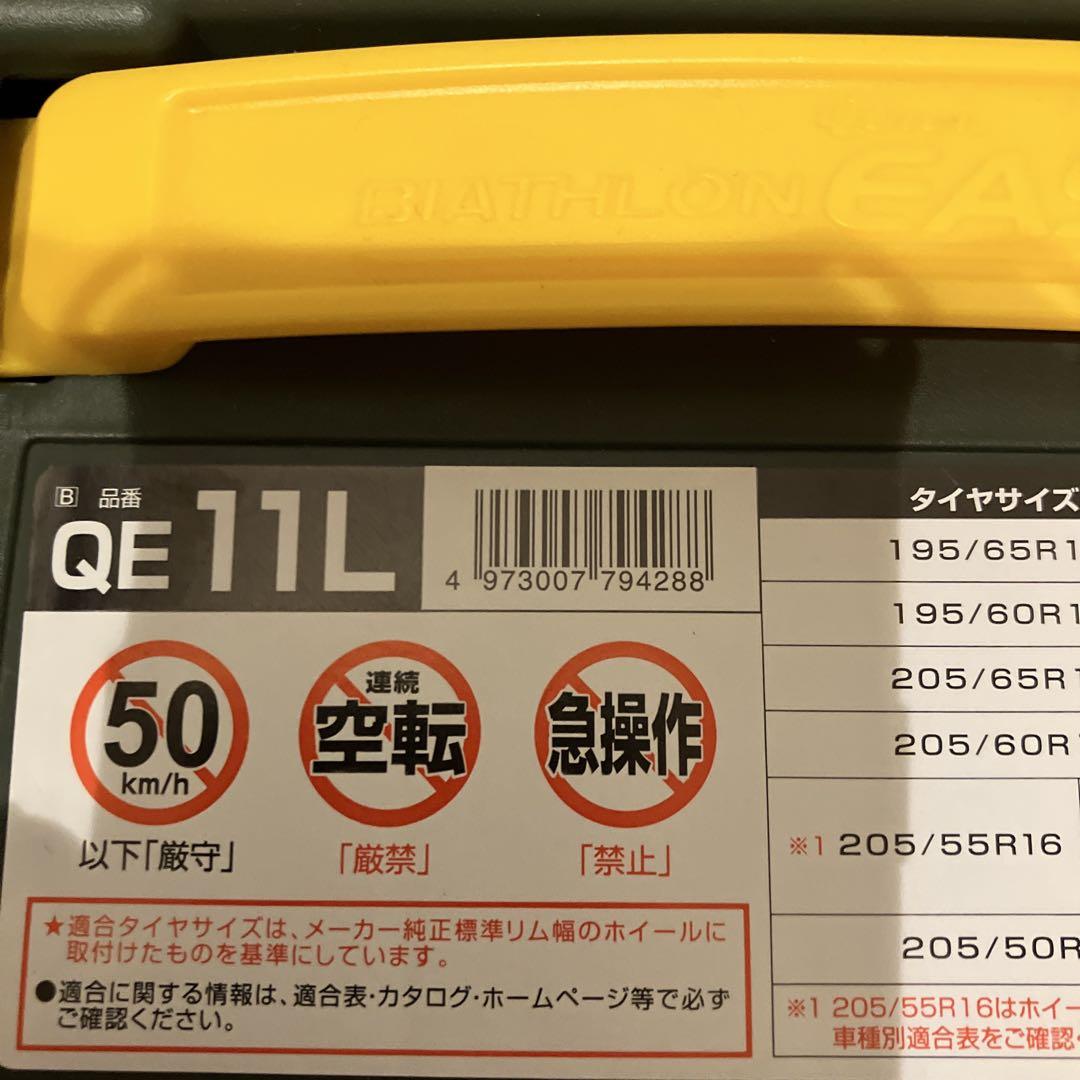 Quick
BIATHLON EAS
B 品番
QE 11L
4 973007 794288
50
km/h
以下「厳守」
連続
空転
「厳禁」
急操作
「禁止」
★適合タイヤサイズは、メーカー純正標準リム幅のホイールに
取付けたものを基準にしています。
●適合に関する情報は、適合表・カタログ・ホームページ等で必ず
ご確認ください。
タイヤサイズ
195/65R1
195/60R1
205/65R1
205/60R1
※1 205/55R16
205/50R
※1 205/55R16はホイー
車種別適合表をご確認